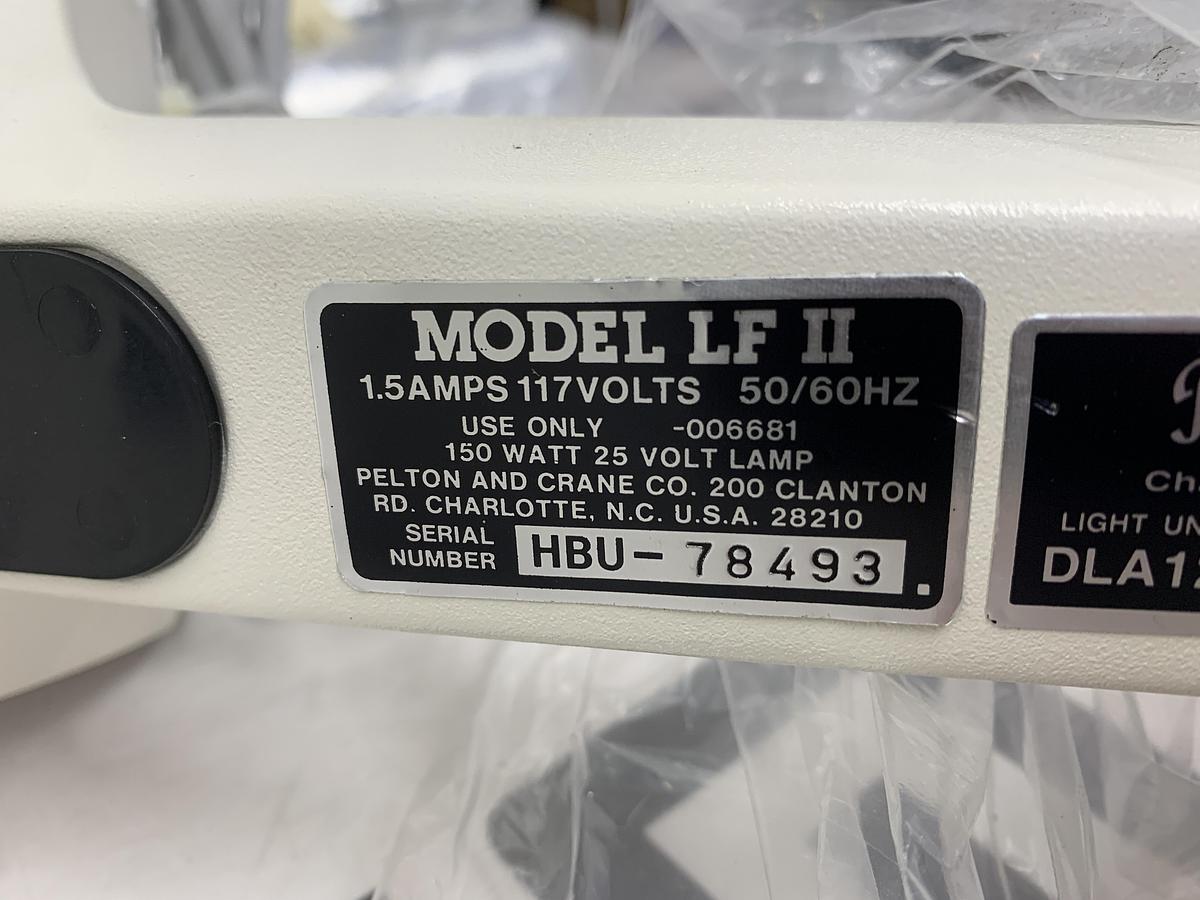 MODEL LF II
1.5AMPS 117VOLTS 50/60HZ
USE ONLY -006681
150 WATT 25 VOLT LAMP
PELTON AND CRANE CO. 200 CLANTON
RD. CHARLOTTE, N.C. U.S.A. 28210
SERIAL
NUMBER HBU- 78493
LIGHT
DLA12